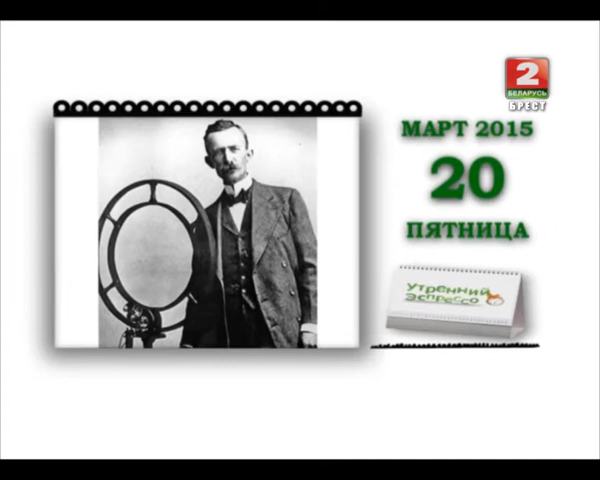 2
БЕЛАРУСЬ
БРЕСТ
МАРТ 2015
20
ПЯТНИЦА
Утренний
Эспрессо